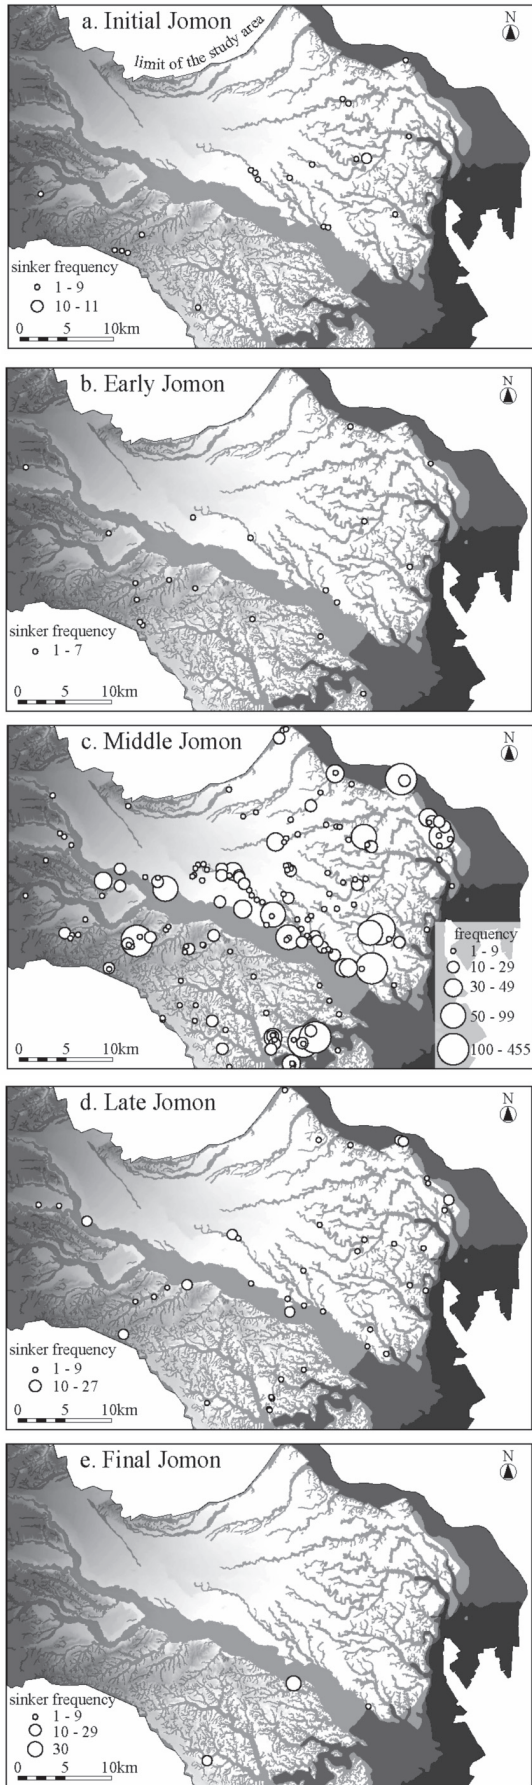 a. Initial Jomon
limit of the study area
N
sinker frequency
1 - 9
10 - 11
0 5 10km
b. Early Jomon
N
sinker frequency
1 - 7
0 5 10km
c. Middle Jomon
N
frequency
1 - 9
10 - 29
30 - 49
50 - 99
100 - 455
0 5 10km
d. Late Jomon
N
sinker frequency
1 - 9
10 - 27
0 5 10km
e. Final Jomon
N
sinker frequency
1 - 9
10 - 29
30
0 5 10km